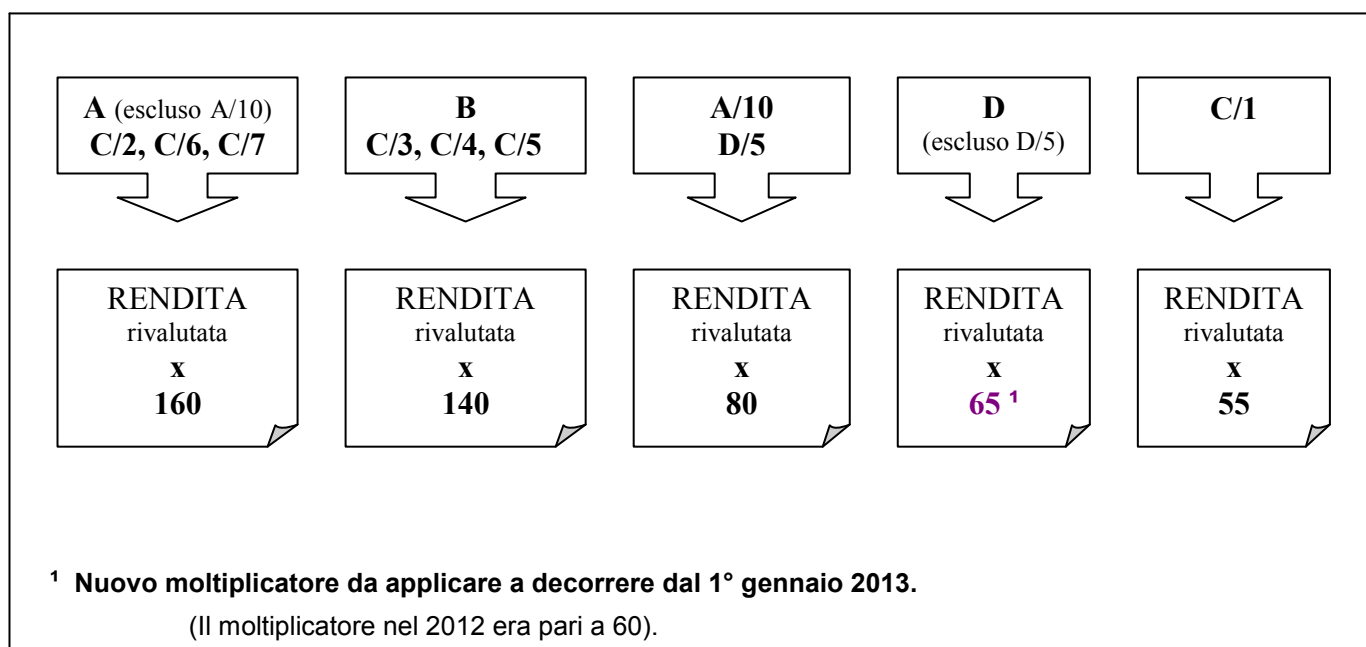 A (escluso A/10)
C/2, C/6, C/7
B
C/3, C/4, C/5
A/10
D/5
D
(escluso D/5)
C/1
RENDITA
rivalutata
x
160
RENDITA
rivalutata
x
140
RENDITA
rivalutata
x
80
RENDITA
rivalutata
x
65 ¹
RENDITA
rivalutata
x
55
¹ Nuovo moltiplicatore da applicare a decorrere dal 1° gennaio 2013.
(Il moltiplicatore nel 2012 era pari a 60).